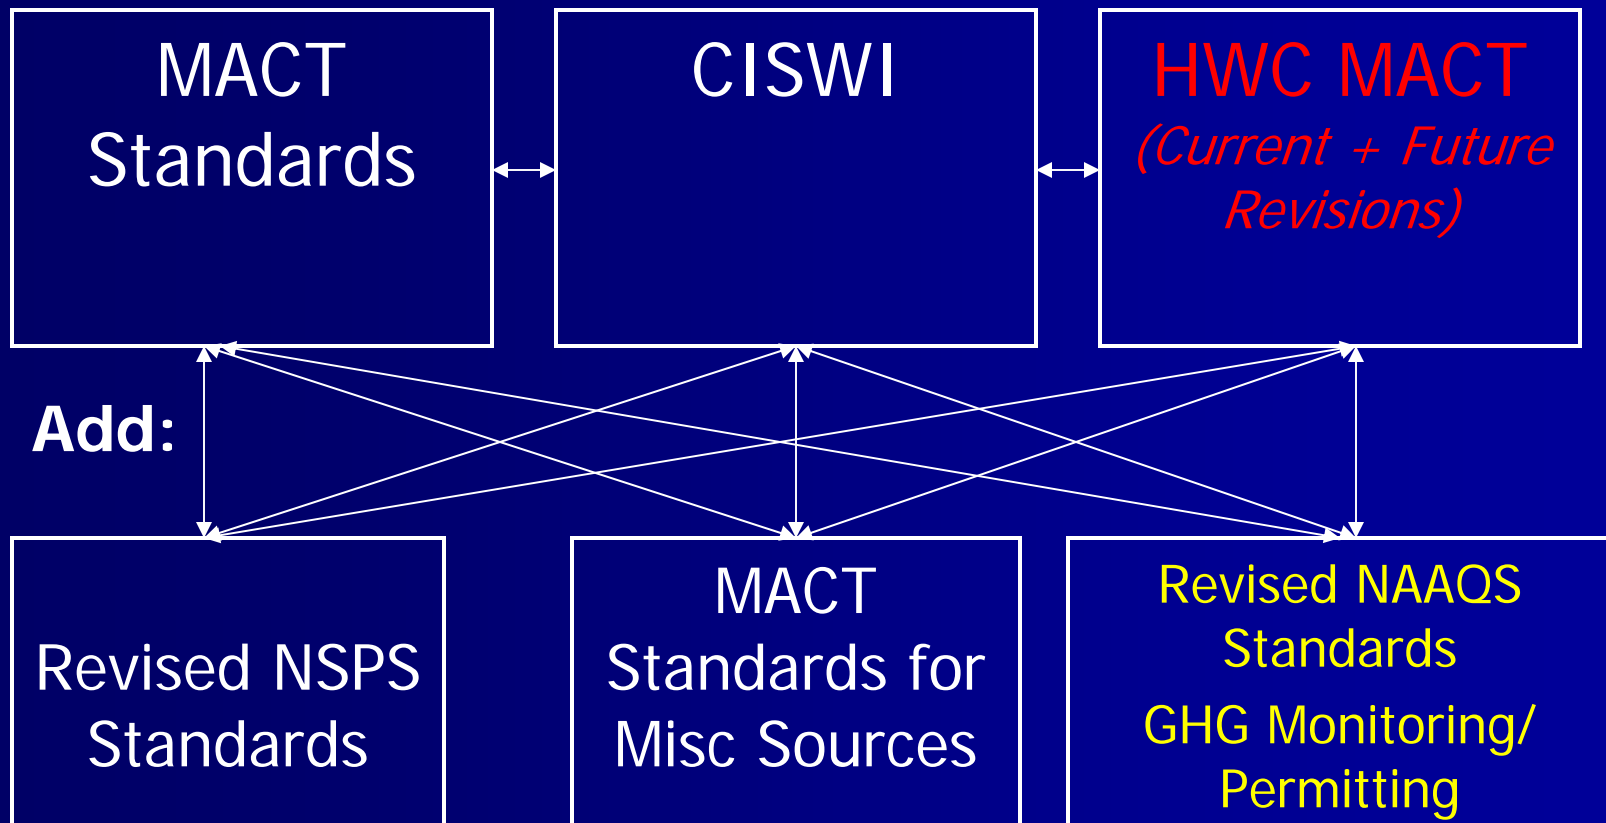 MACT
Standards
CISWI
HWC MACT
(Current + Future
Revisions)
Add:
Revised NSPS
Standards
MACT
Standards for
Misc Sources
Revised NAAQS
Standards
GHG Monitoring/
Permitting